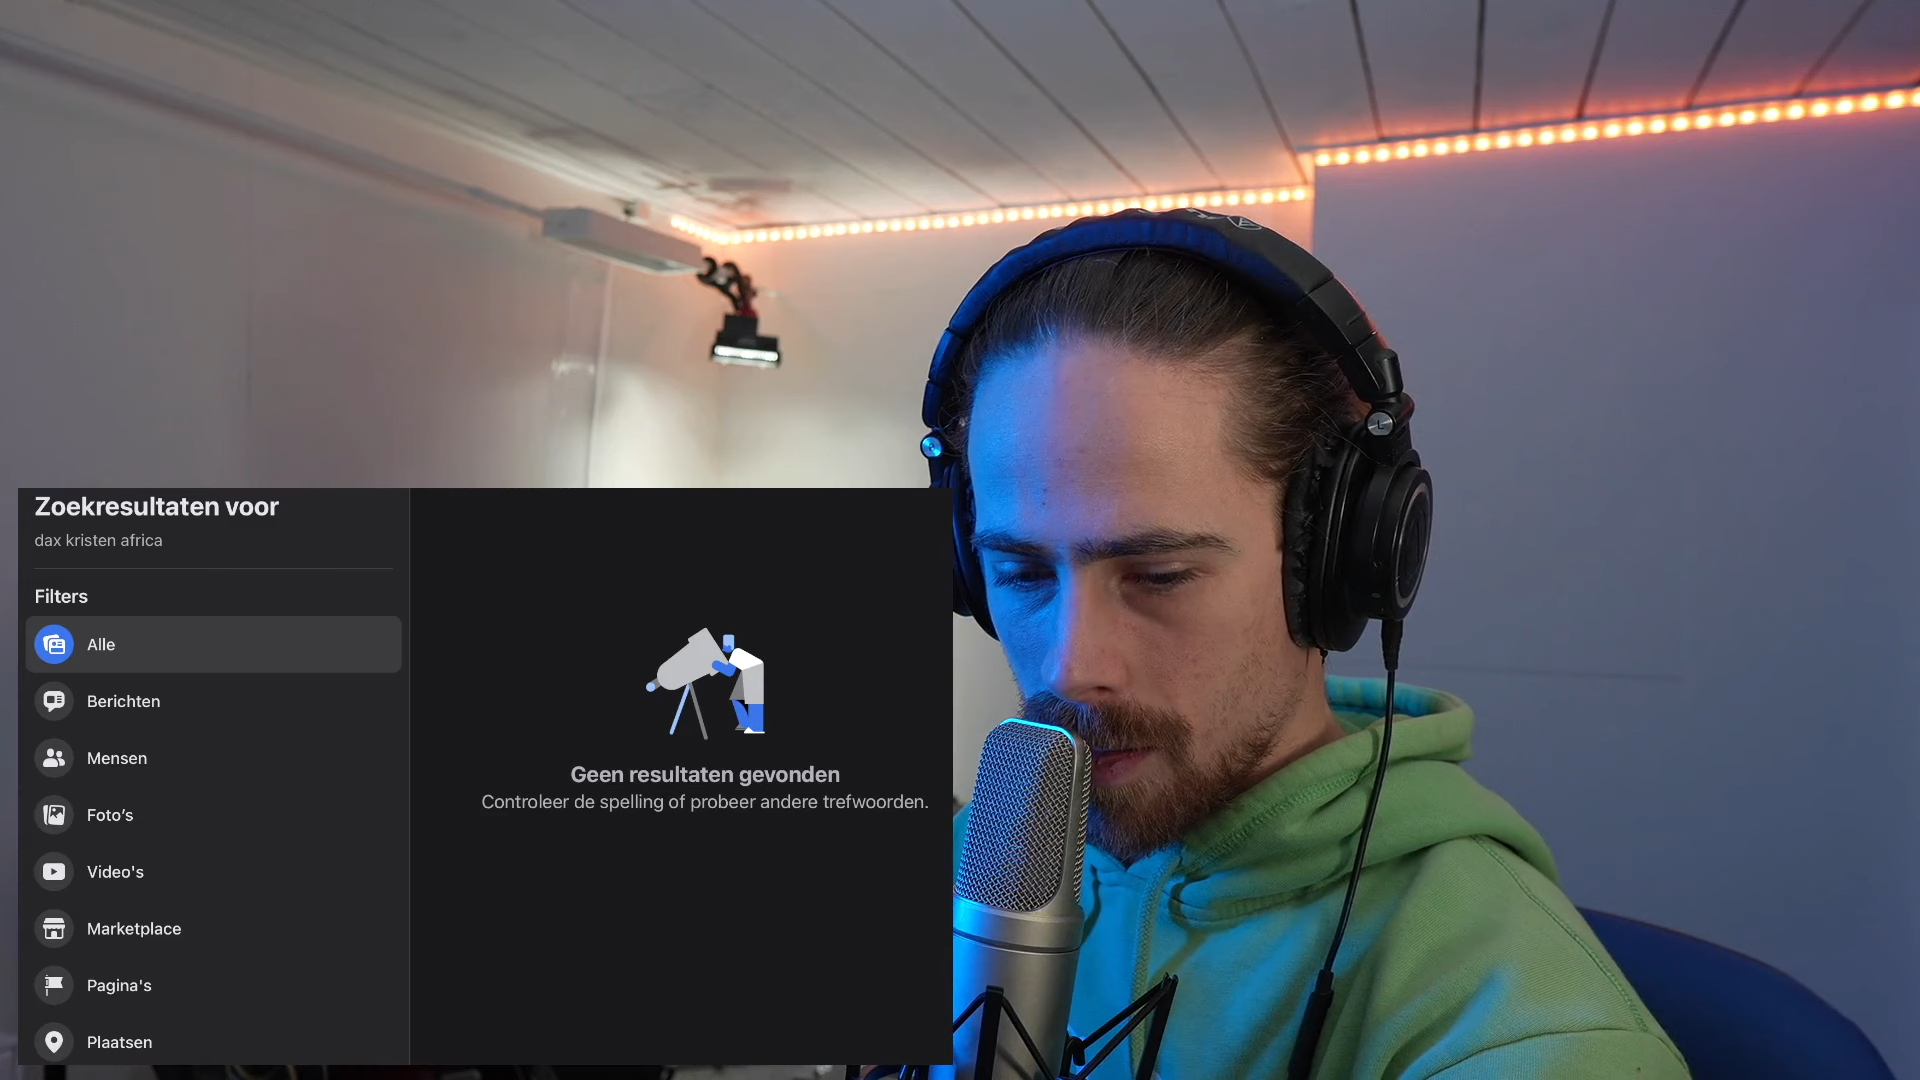 Zoekresultaten voor
dax kristen africa
Filters
Alle
Berichten
Mensen
Foto's
Video's
Marketplace
Pagina's
Plaatsen
Geen resultaten gevonden
Controleer de spelling of probeer andere trefwoorden.
L